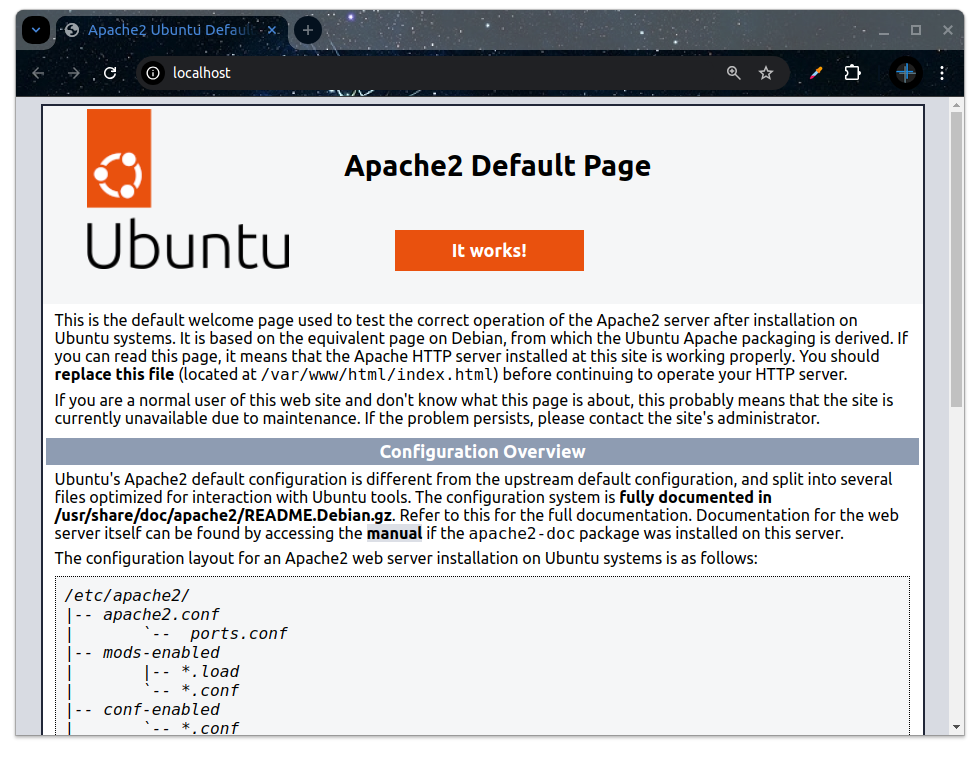 Apache2 Ubuntu Defaul
localhost
Ubuntu
Apache2 Default Page
It works!
This is the default welcome page used to test the correct operation of the Apache2 server after installation on
Ubuntu systems. It is based on the equivalent page on Debian, from which the Ubuntu Apache packaging is derived. If
you can read this page, it means that the Apache HTTP server installed at this site is working properly. You should
replace this file (located at /var/www/html/index.html) before continuing to operate your HTTP server.
If you are a normal user of this web site and don't know what this page is about, this probably means that the site is
currently unavailable due to maintenance. If the problem persists, please contact the site's administrator.
Configuration Overview
Ubuntu's Apache2 default configuration is different from the upstream default configuration, and split into several
files optimized for interaction with Ubuntu tools. The configuration system is fully documented in
/usr/share/doc/apache2/README.Debian.gz. Refer to this for the full documentation. Documentation for the web
server itself can be found by accessing the manual if the apache2-doc package was installed on this server.
The configuration layout for an Apache2 web server installation on Ubuntu systems is as follows:
/etc/apache2/
|-- apache2.conf
|       `--  ports.conf
|-- mods-enabled
|       |-- *.load
|       `-- *.conf
|-- conf-enabled
|       `-- *.conf